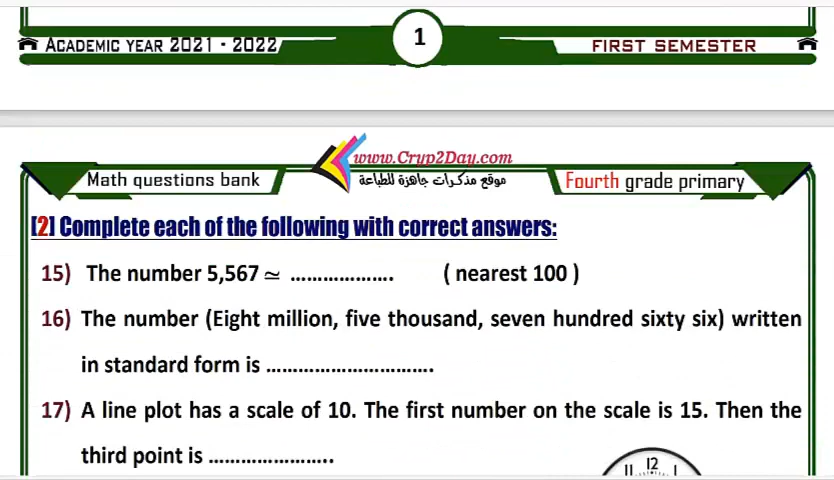 ACADEMIC YEAR 2021 - 2022
1
FIRST SEMESTER
www.Cryp2Day.com
موقع مذكرات جاهزة للطباعة
Math questions bank
Fourth grade primary
[2] Complete each of the following with correct answers:
15) The number 5,567 ≃ .................... ( nearest 100 )
16) The number (Eight million, five thousand, seven hundred sixty six) written
in standard form is ................................
17) A line plot has a scale of 10. The first number on the scale is 15. Then the
third point is ........................
11 12 1